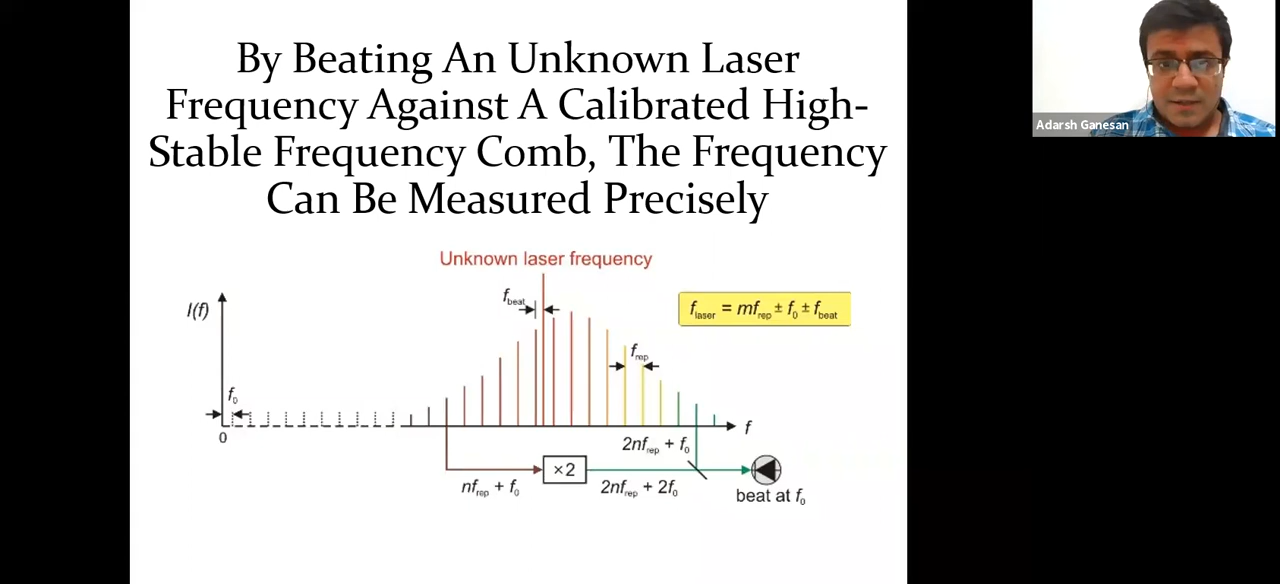 By Beating An Unknown Laser
Frequency Against A Calibrated High-
Stable Frequency Comb, The Frequency
Can Be Measured Precisely
Adarsh Ganesan
Unknown laser frequency
f_beat
I(f)
f_laser = mf_rep ± f_0 ± f_beat
f_rep
f_0
0
f
2nf_rep + f_0
×2
nf_rep + f_0
2nf_rep + 2f_0
beat at f_0